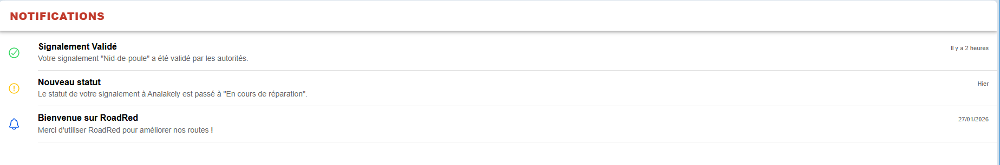 NOTIFICATIONS
Signalement Validé
Il y a 2 heures
Votre signalement "Nid-de-poule" a été validé par les autorités.
Nouveau statut
Hier
Le statut de votre signalement à Analakely est passé à "En cours de réparation".
Bienvenue sur RoadRed
27/01/2026
Merci d'utiliser RoadRed pour améliorer nos routes !